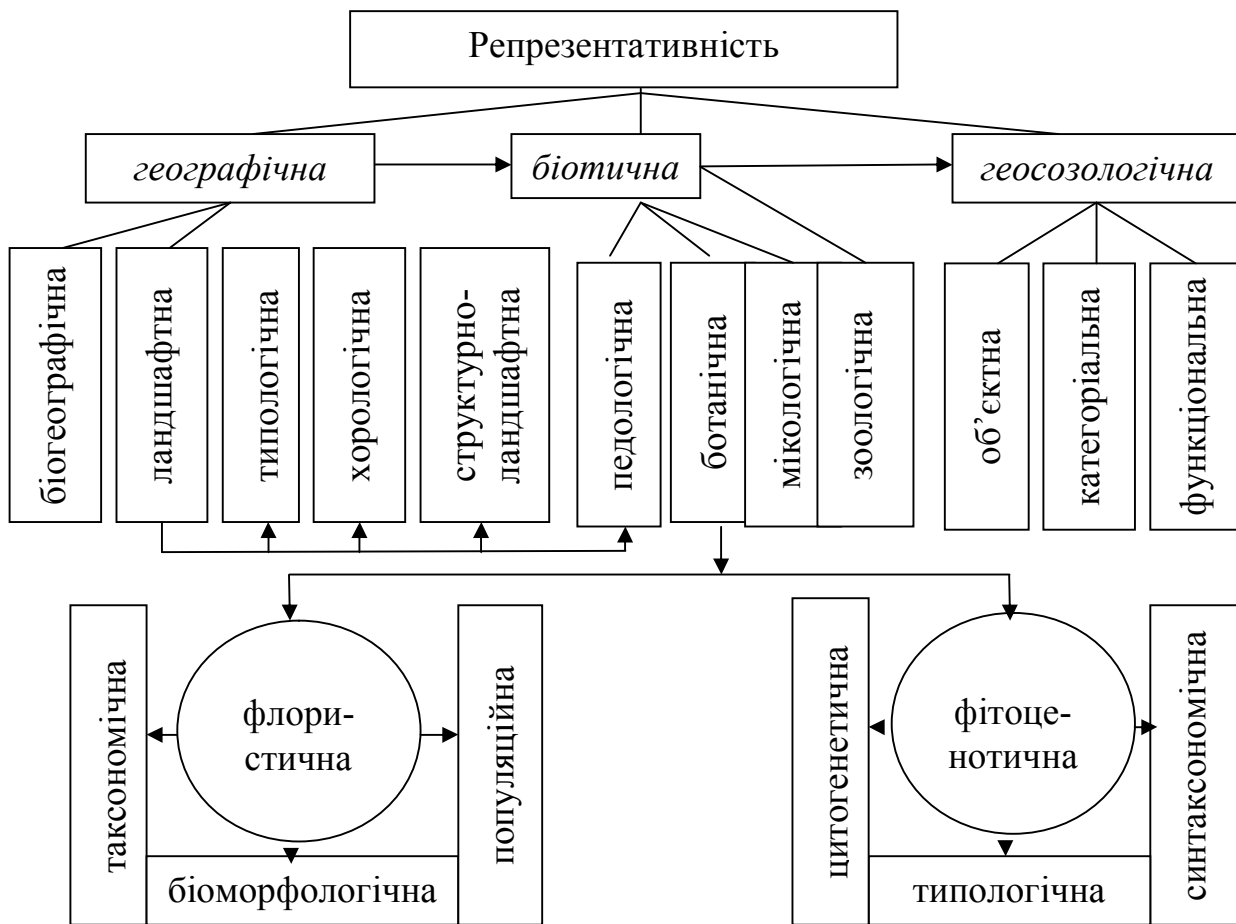 Репрезентативність
географічна
біотична
геосозологічна
біогеографічна
ландшафтна
типологічна
хорологічна
структурно-
ландшафтна
педологічна
ботанічна
мікологічна
зоологічна
об’єктна
категоріальна
функціональна
таксономічна
флори-
стична
популяційна
біоморфологічна
цитогенетична
фітоце-
нотична
синтаксономічна
типологічна